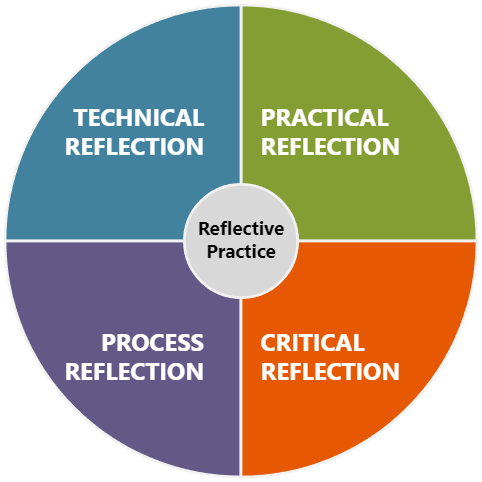 TECHNICAL
REFLECTION
PRACTICAL
REFLECTION
Reflective
Practice
PROCESS
REFLECTION
CRITICAL
REFLECTION